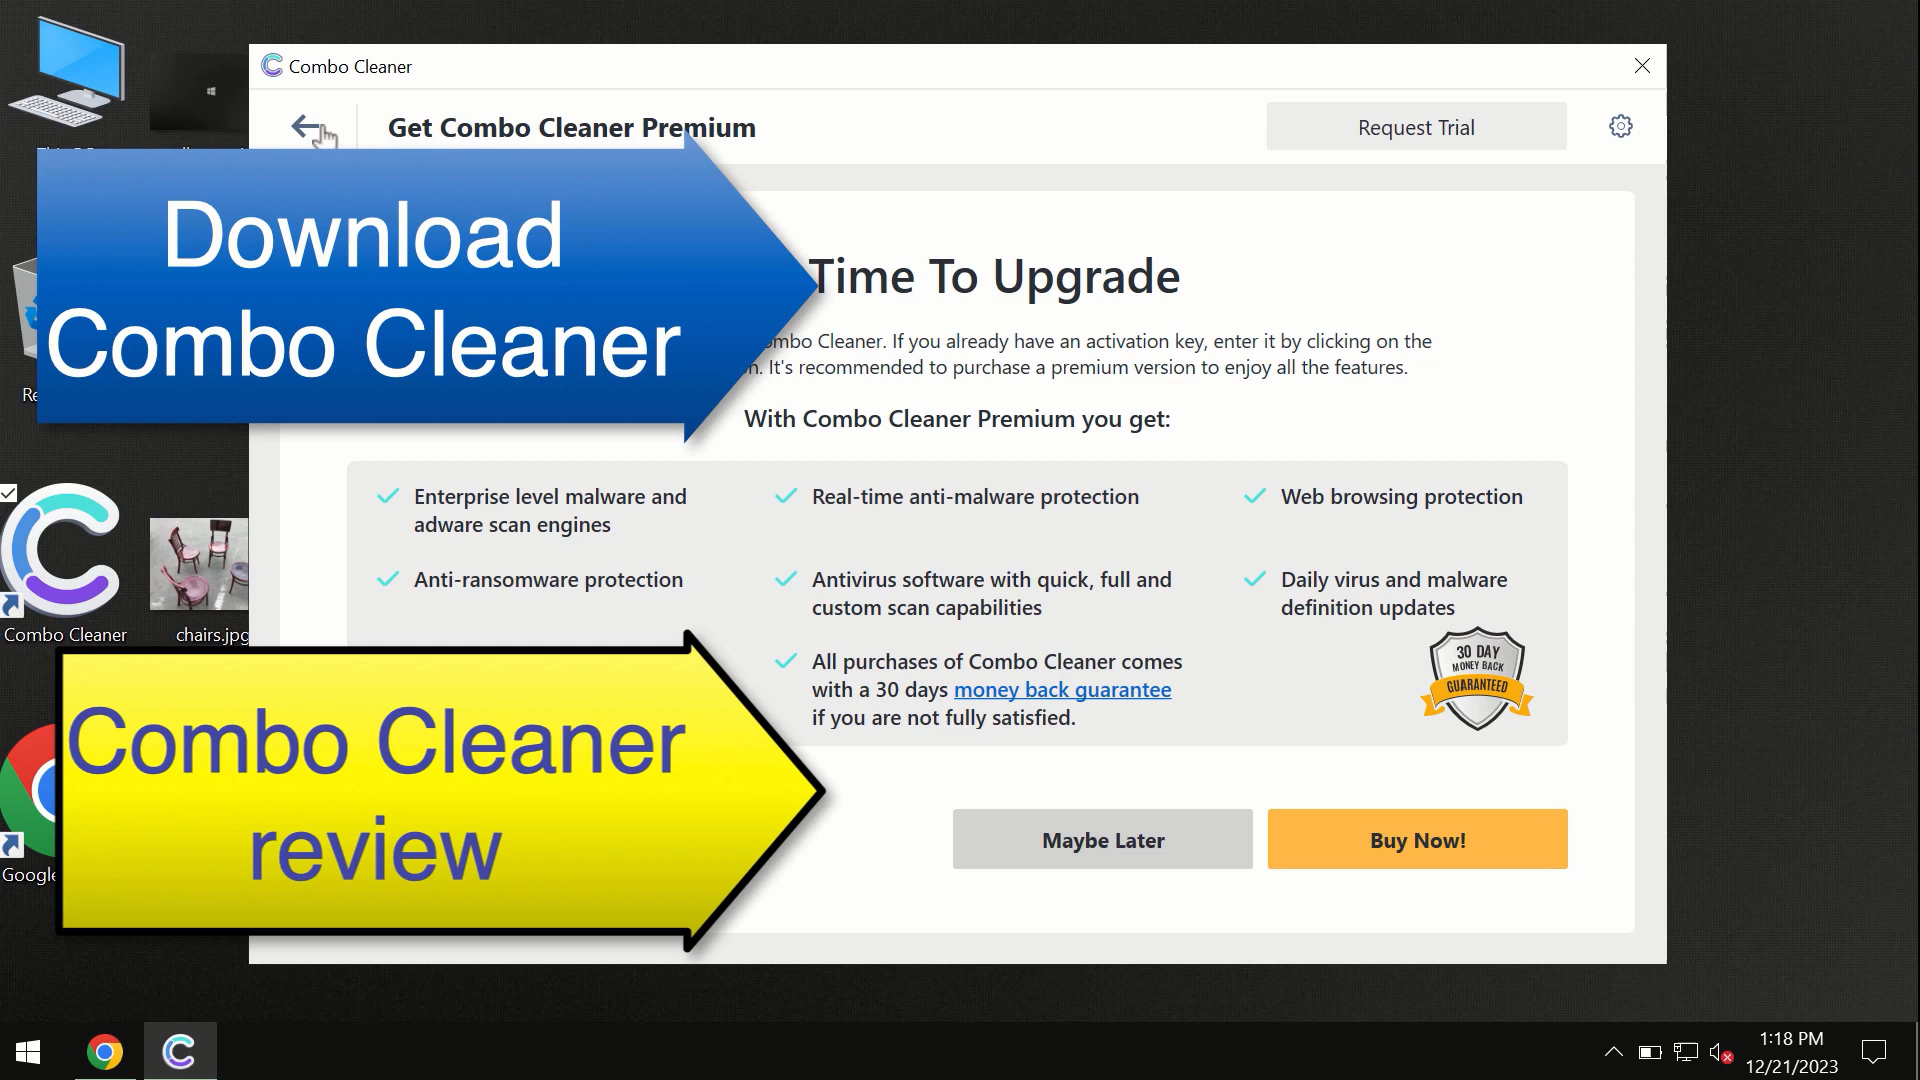 Combo Cleaner
Get Combo Cleaner Premium
Request Trial
Download
Combo Cleaner
Time To Upgrade
Combo Cleaner. If you already have an activation key, enter it by clicking on the
It's recommended to purchase a premium version to enjoy all the features.
With Combo Cleaner Premium you get:
Enterprise level malware and
adware scan engines
Real-time anti-malware protection
Web browsing protection
Anti-ransomware protection
Antivirus software with quick, full and
custom scan capabilities
Daily virus and malware
definition updates
All purchases of Combo Cleaner comes
with a 30 days money back guarantee
if you are not fully satisfied.
30 DAY
MONEY BACK
GUARANTEED
Combo Cleaner
chairs.jpg
Combo Cleaner
review
Google
Maybe Later
Buy Now!
1:18 PM
12/21/2023